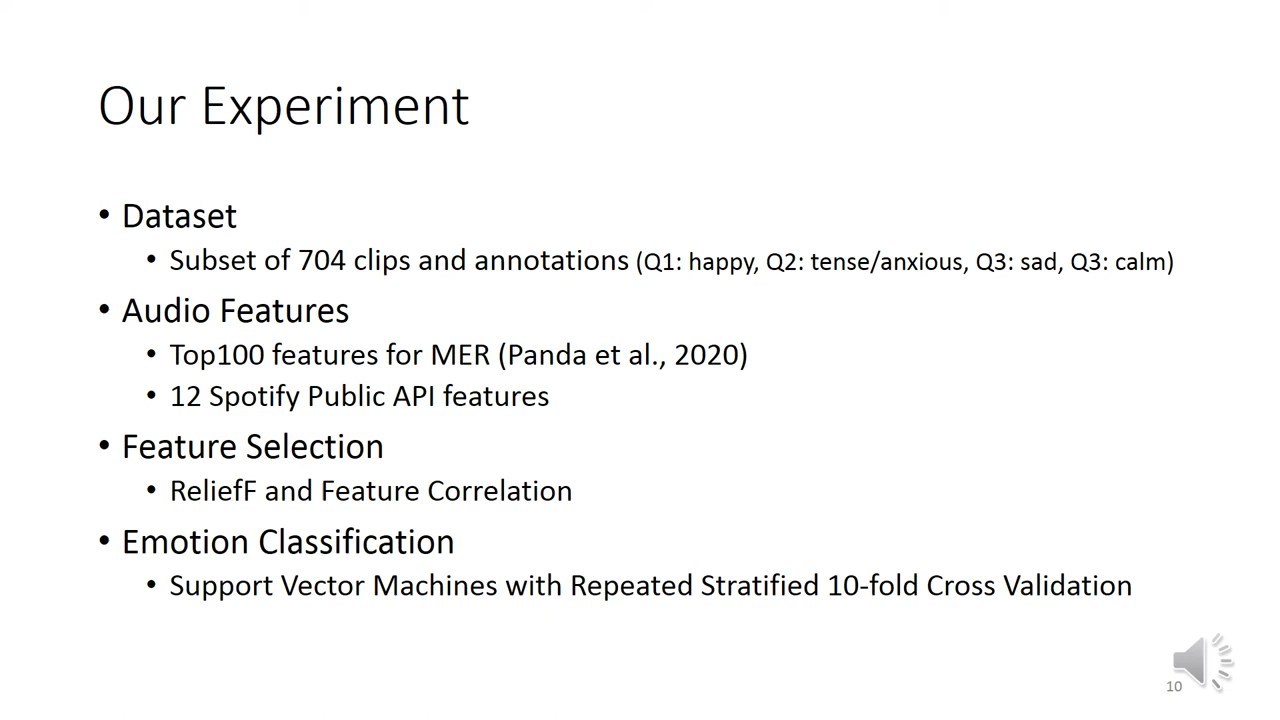 Our Experiment
• Dataset
• Subset of 704 clips and annotations (Q1: happy, Q2: tense/anxious, Q3: sad, Q3: calm)
• Audio Features
• Top100 features for MER (Panda et al., 2020)
• 12 Spotify Public API features
• Feature Selection
• ReliefF and Feature Correlation
• Emotion Classification
• Support Vector Machines with Repeated Stratified 10-fold Cross Validation
10